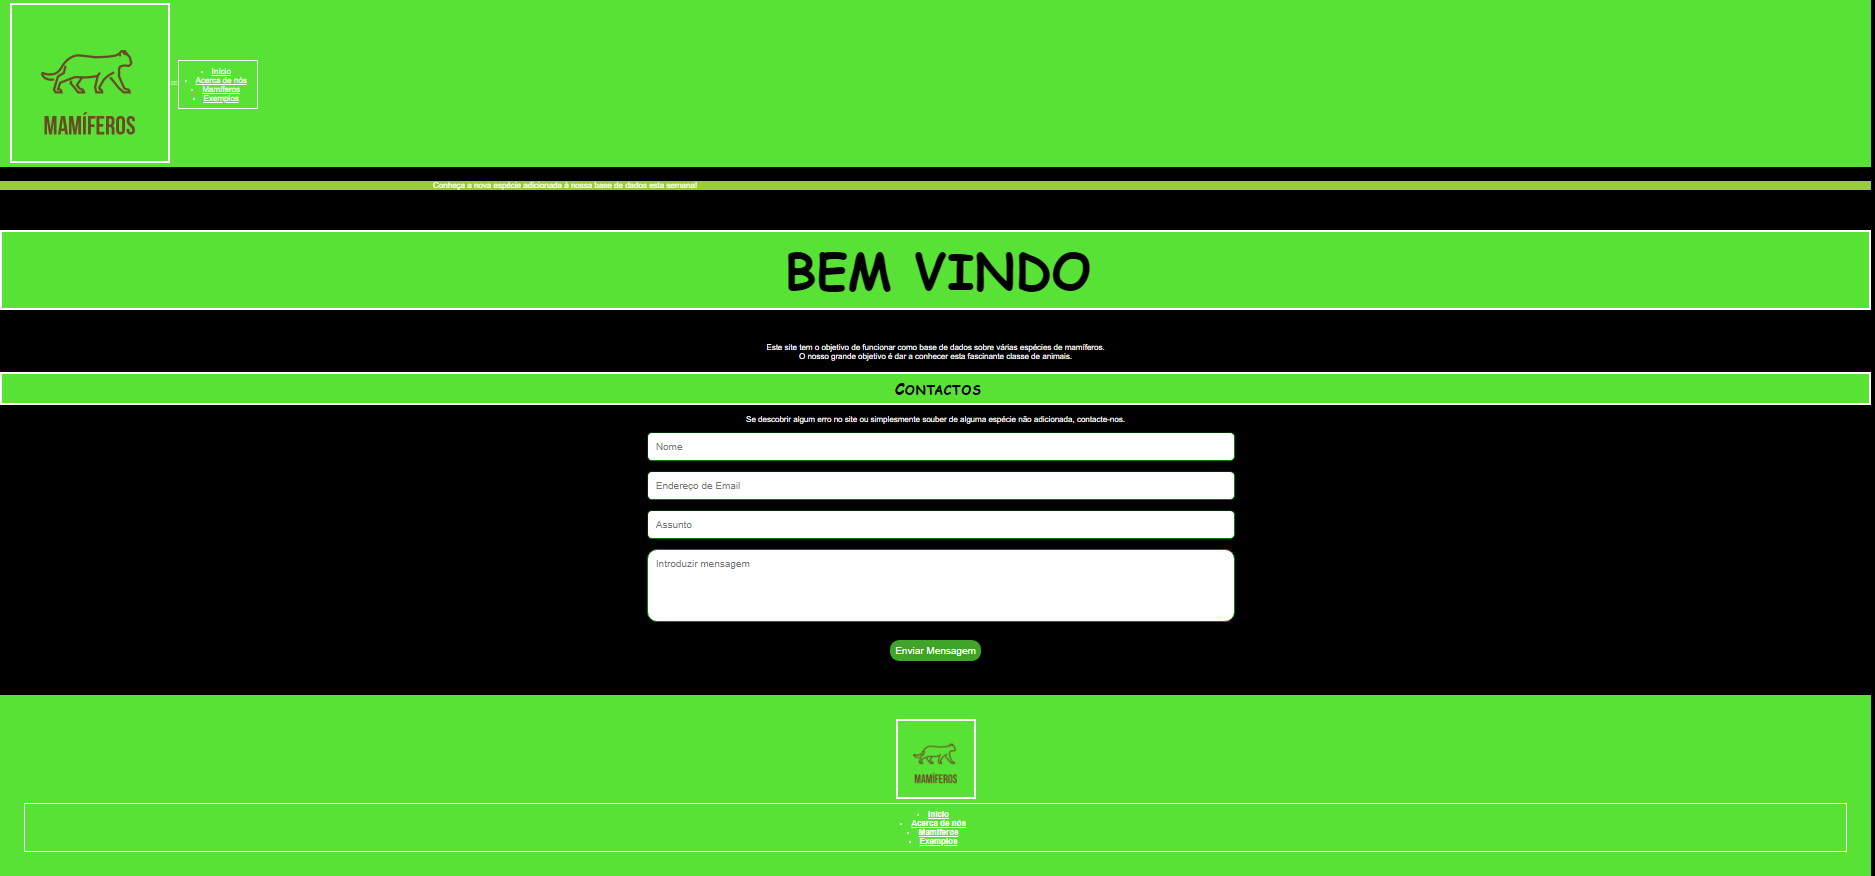 MAMÍFEROS
Início
Acerca de nós
Mamíferos
Exemplos
Conheça a nova espécie adicionada à nossa base de dados esta semana!
BEM VINDO
Este site tem o objetivo de funcionar como base de dados sobre várias espécies de mamíferos.
O nosso grande objetivo é dar a conhecer esta fascinante classe de animais.
Contactos
Se descobrir algum erro no site ou simplesmente souber de alguma espécie não adicionada, contacte-nos.
Nome
Endereço de Email
Assunto
Introduzir mensagem
Enviar Mensagem
MAMÍFEROS
Início
Acerca de nós
Mamíferos
Exemplos